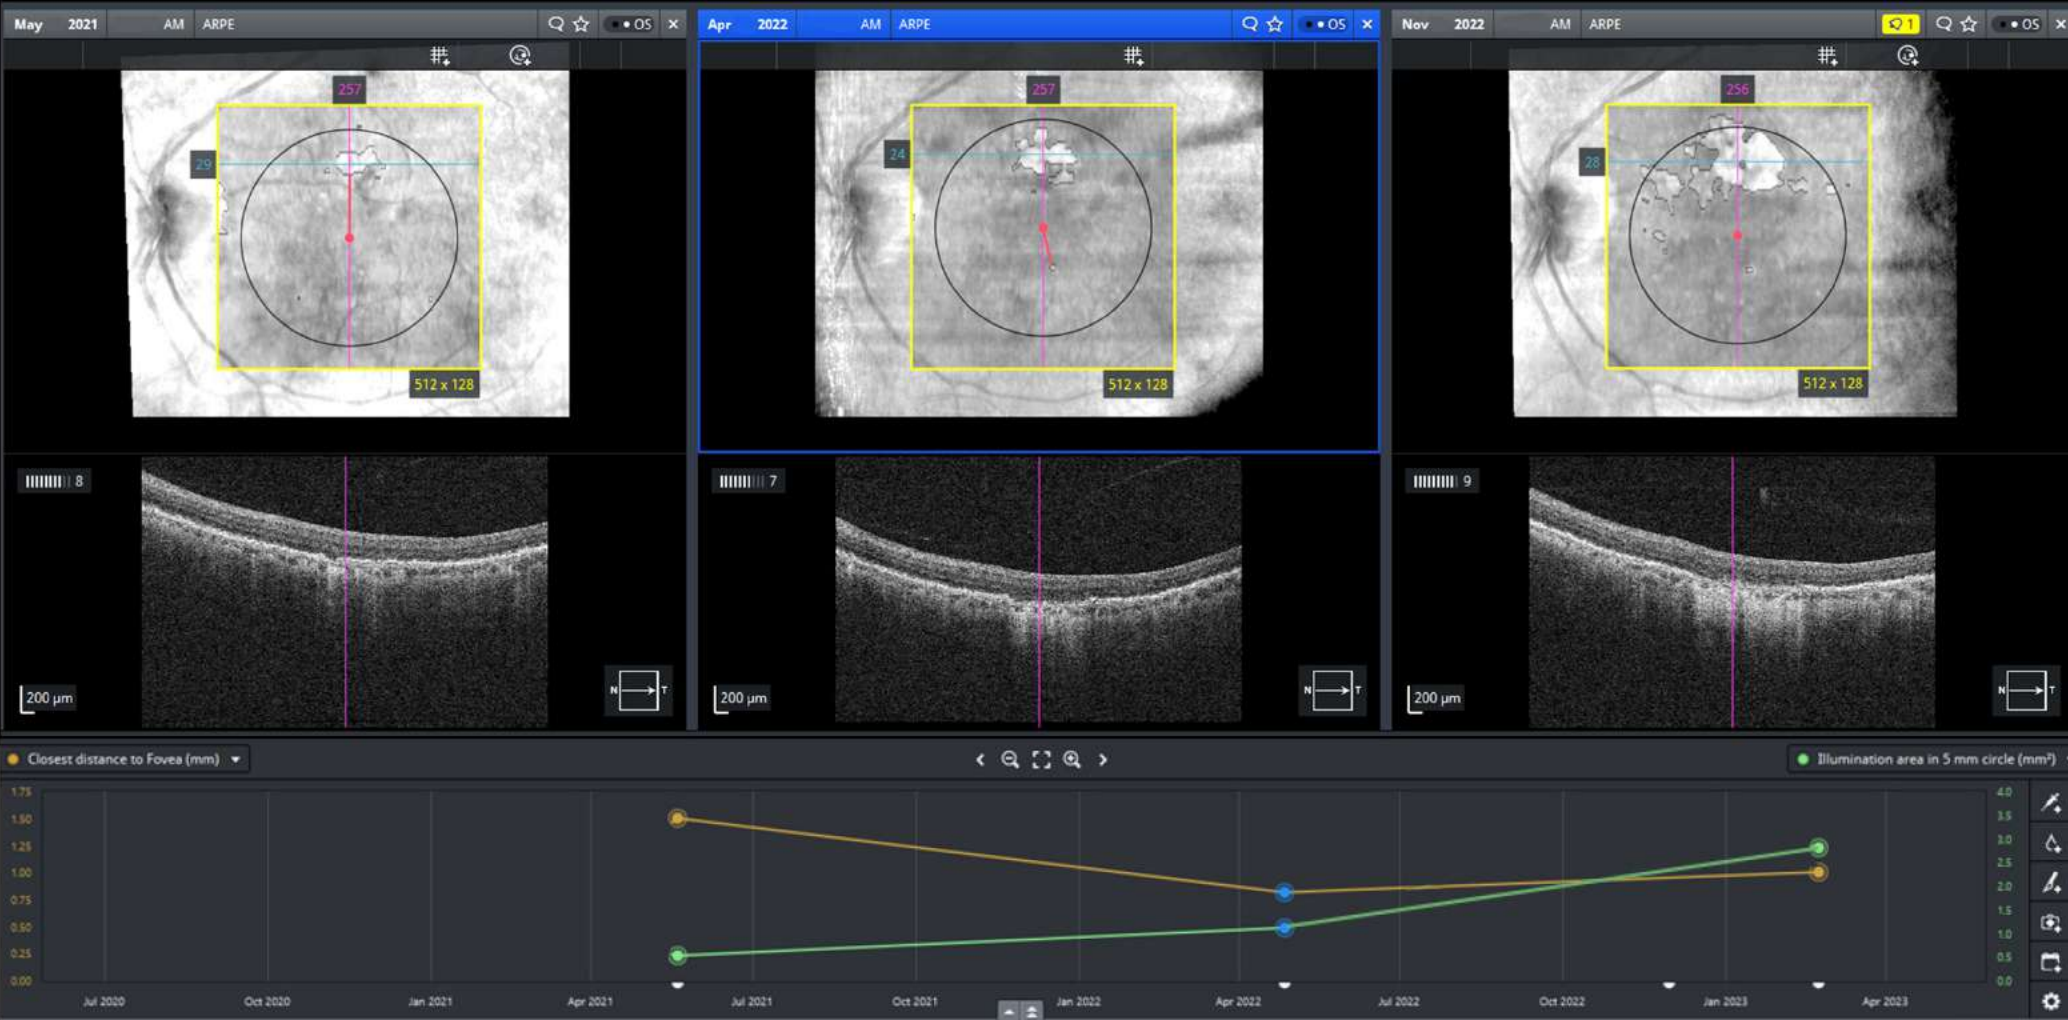 May 2021 AM ARPE OS
257
29
512 x 128
8
200 µm
N T
Apr 2022 AM ARPE OS
257
24
512 x 128
7
200 µm
N T
Nov 2022 AM ARPE 1 OS
256
28
512 x 128
9
200 µm
N T
Closest distance to Fovea (mm)
Illumination area in 5 mm circle (mm²)
1.75
1.50
1.25
1.00
0.75
0.50
0.25
0.00
4.0
3.5
3.0
2.5
2.0
1.5
1.0
0.5
0.0
Jul 2020 Oct 2020 Jan 2021 Apr 2021 Jul 2021 Oct 2021 Jan 2022 Apr 2022 Jul 2022 Oct 2022 Jan 2023 Apr 2023